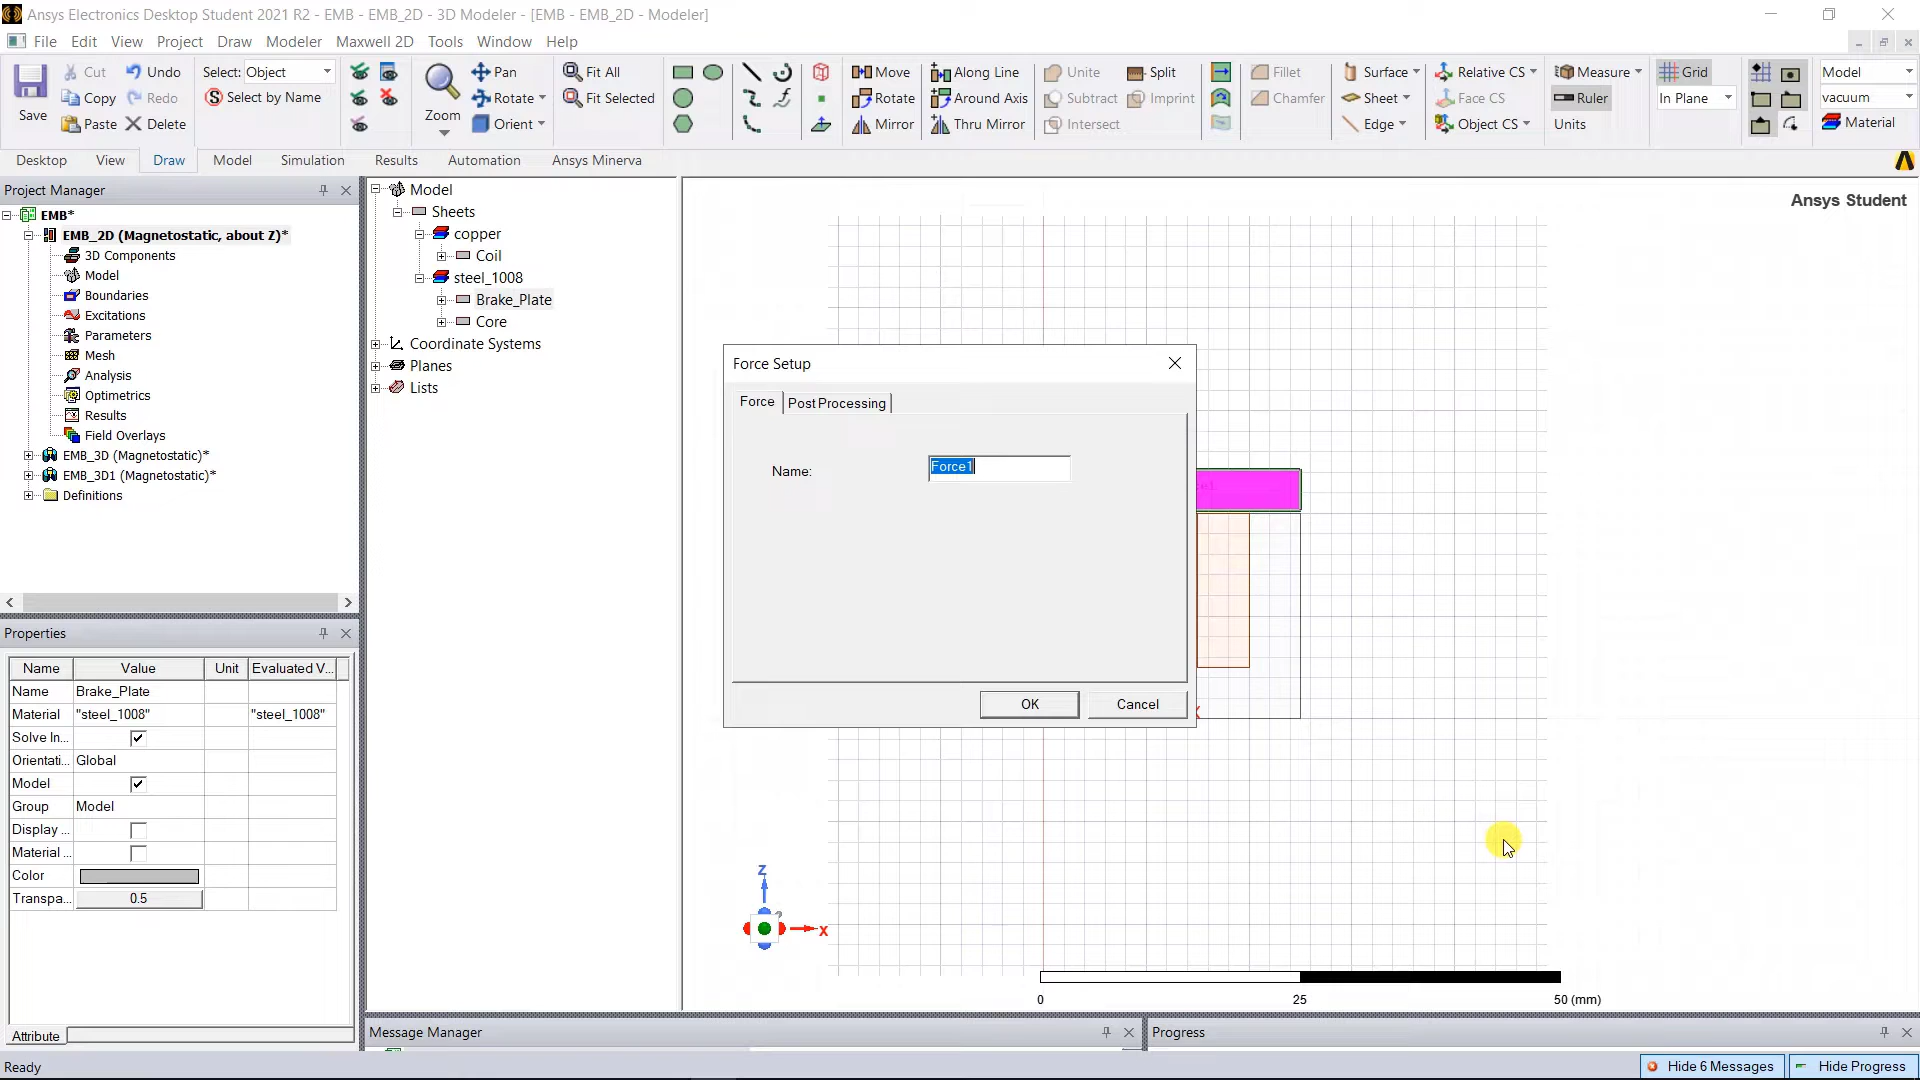 Ansys Electronics Desktop Student 2021 R2 - EMB - EMB_2D - 3D Modeler - [EMB - EMB_2D - Modeler]
File Edit View Project Draw Modeler Maxwell 2D Tools Window Help
Cut Undo Select: Object Pan Fit All Move Along Line Unite Split Fillet Surface Relative CS Measure Grid Model
Save Copy Redo Select by Name Zoom Rotate Fit Selected Rotate Around Axis Subtract Imprint Chamfer Sheet Face CS Ruler In Plane vacuum
Paste Delete Orient Mirror Thru Mirror Intersect Edge Object CS Units Material
Desktop View Draw Model Simulation Results Automation Ansys Minerva
Project Manager
EMB*
EMB_2D (Magnetostatic, about Z)*
3D Components
Model
Boundaries
Excitations
Parameters
Mesh
Analysis
Optimetrics
Results
Field Overlays
EMB_3D (Magnetostatic)*
EMB_3D1 (Magnetostatic)*
Definitions
Model
Sheets
copper
Coil
steel_1008
Brake_Plate
Core
Coordinate Systems
Planes
Lists
Ansys Student
Force Setup
Force Post Processing
Name: Force1
OK Cancel
Properties
Name Value Unit Evaluated V...
Name Brake_Plate
Material "steel_1008" "steel_1008"
Solve In...
Orientati... Global
Model
Group Model
Display ...
Material ...
Color
Transpa... 0.5
Attribute
Z
X
0 25 50 (mm)
Message Manager
Progress
Ready
Hide 6 Messages Hide Progress